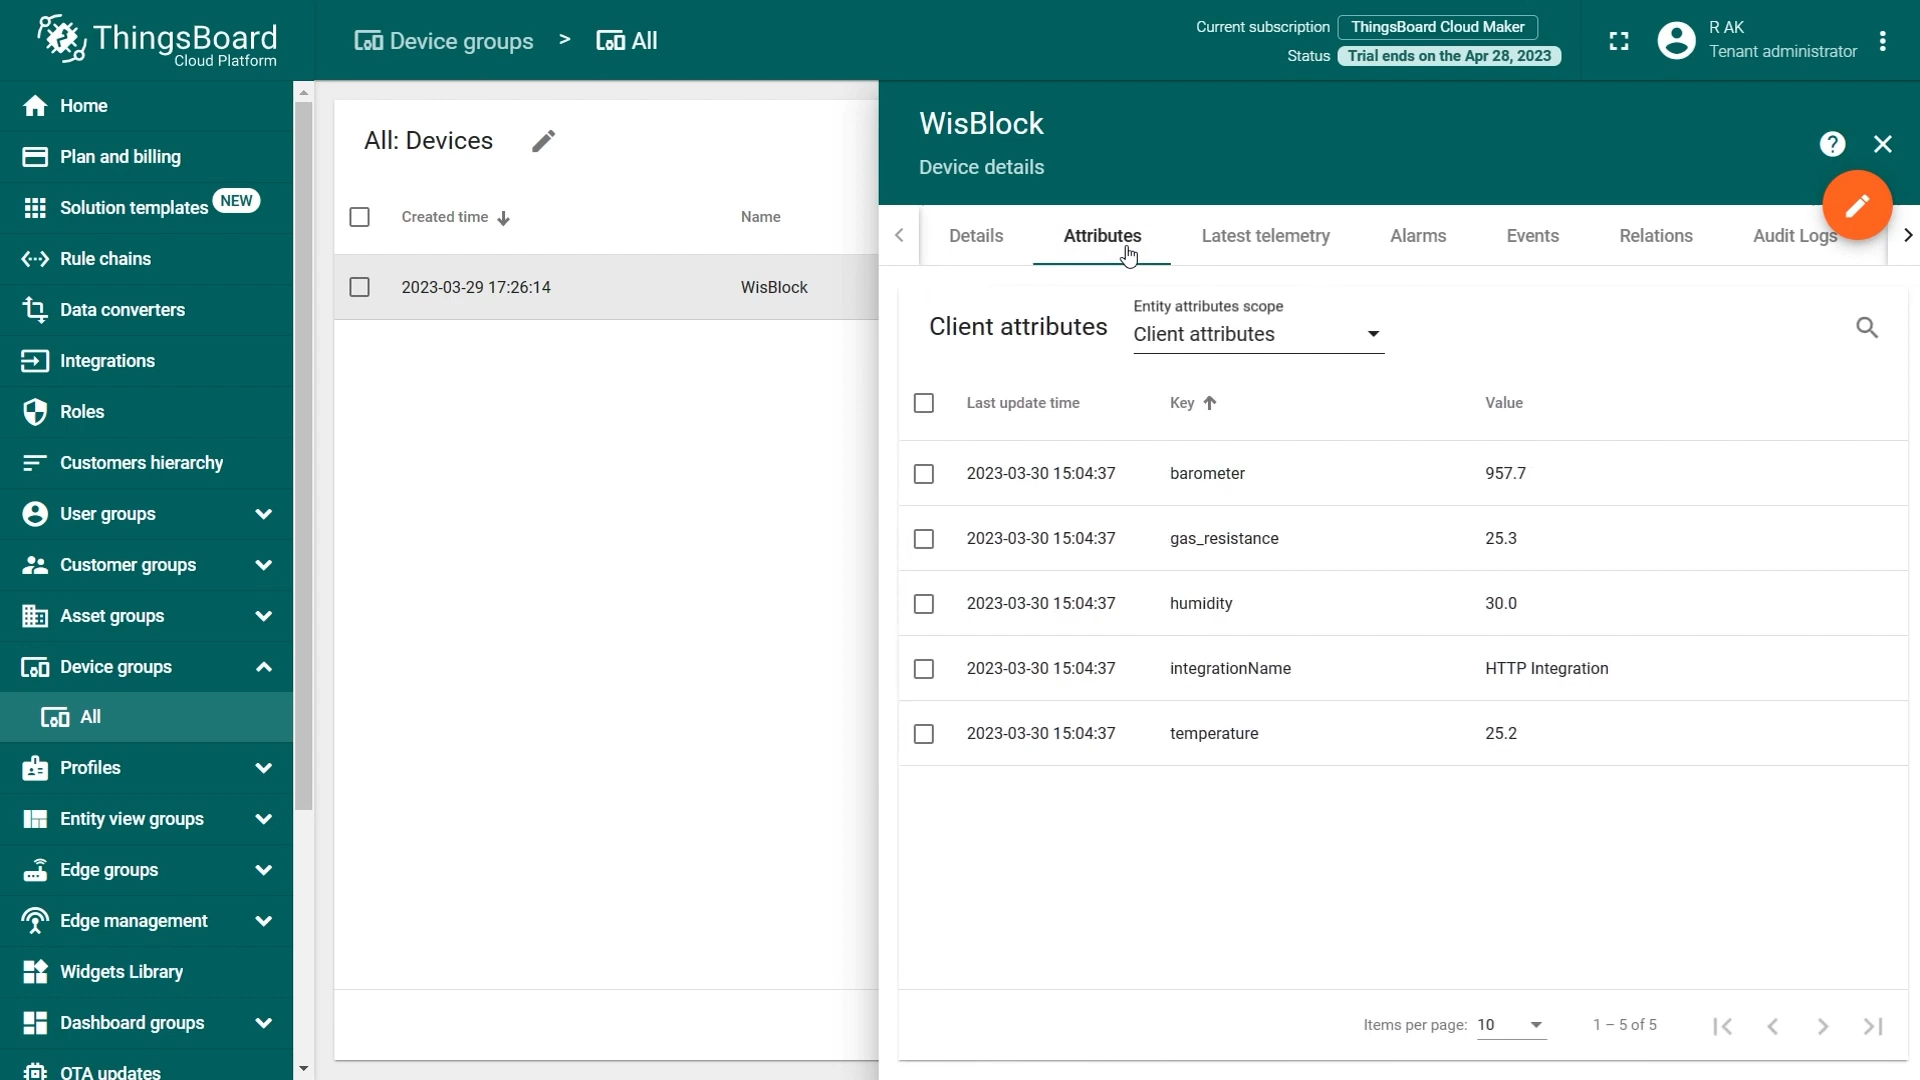 ThingsBoard
Cloud Platform
Device groups > All
Current subscription ThingsBoard Cloud Maker
Status Trial ends on the Apr 28, 2023
R AK
Tenant administrator
Home
Plan and billing
Solution templates NEW
Rule chains
Data converters
Integrations
Roles
Customers hierarchy
User groups
Customer groups
Asset groups
Device groups
All
Profiles
Entity view groups
Edge groups
Edge management
Widgets Library
Dashboard groups
OTA updates
All: Devices
Created time Name
2023-03-29 17:26:14 WisBlock
WisBlock
Device details
?
Details Attributes Latest telemetry Alarms Events Relations Audit Logs
Client attributes
Entity attributes scope
Client attributes
Last update time Key Value
2023-03-30 15:04:37 barometer 957.7
2023-03-30 15:04:37 gas_resistance 25.3
2023-03-30 15:04:37 humidity 30.0
2023-03-30 15:04:37 integrationName HTTP Integration
2023-03-30 15:04:37 temperature 25.2
Items per page: 10 1 – 5 of 5